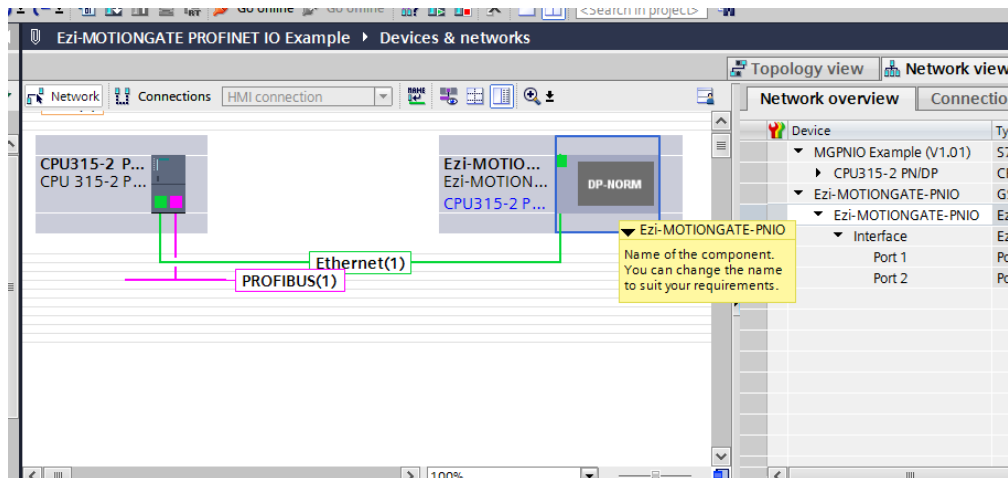 Go online Go online <Search in project>
Ezi-MOTIONGATE PROFINET IO Example ▸ Devices & networks
Topology view Network view
Network Connections HMI connection
Network overview
CPU315-2 P...
CPU 315-2 P...
Ezi-MOTIO...
Ezi-MOTION...
CPU315-2 P...
DP-NORM
Ethernet(1)
PROFIBUS(1)
Ezi-MOTIONGATE-PNIO
Name of the component.
You can change the name
to suit your requirements.
100%
Device
MGPNIO Example (V1.01)
CPU315-2 PN/DP
Ezi-MOTIONGATE-PNIO
Ezi-MOTIONGATE-PNIO
Interface
Port 1
Port 2